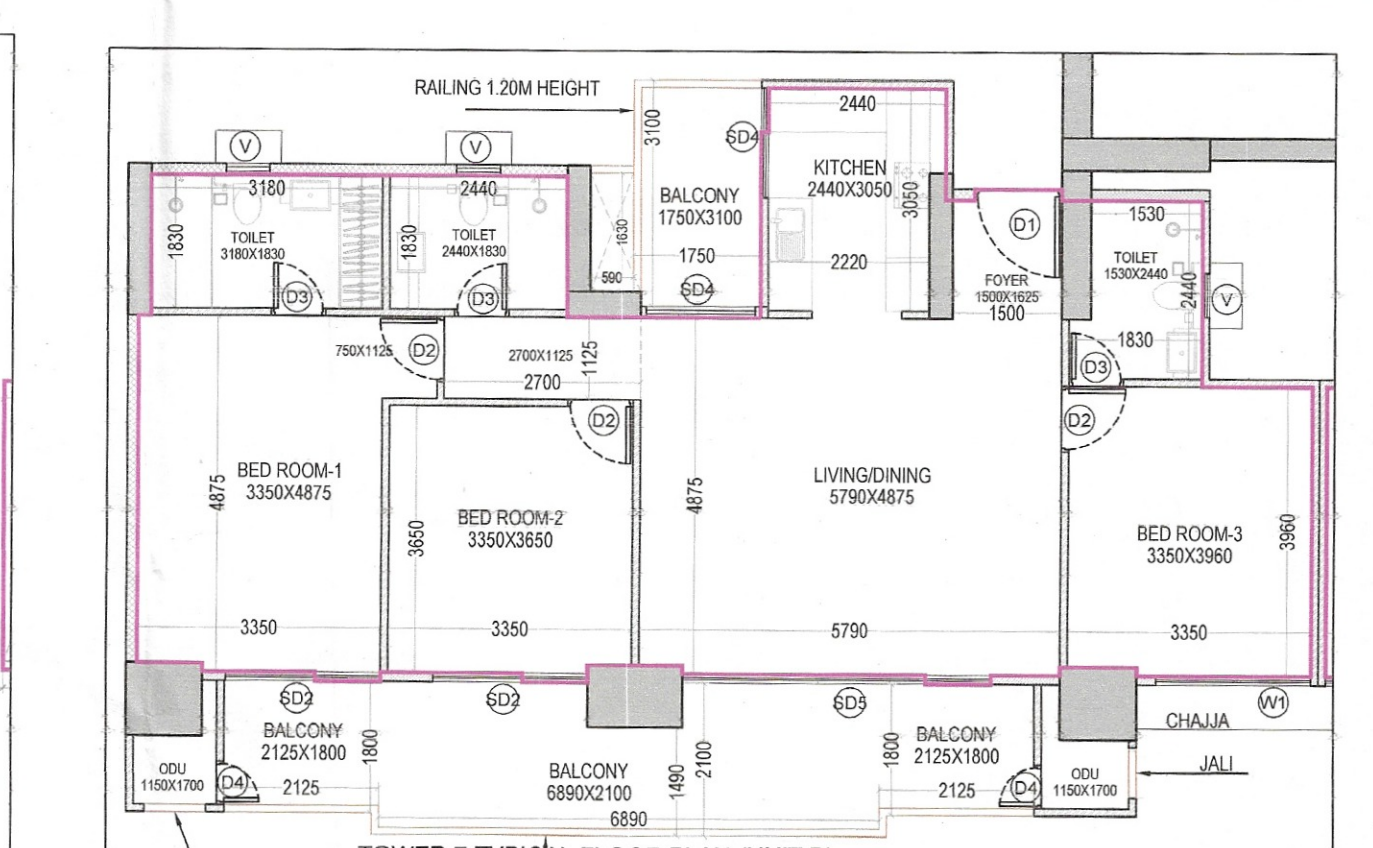 RAILING 1.20M HEIGHT
3100
SD4
2440
KITCHEN
2440X3050
3050
BALCONY
1750X3100
1750
SD4
2220
V
V
3180
2440
1830
TOILET
3180X1830
1830
TOILET
2440X1830
1630
590
D3
D3
D1
FOYER
1500X1625
1500
1530
TOILET
1530X2440
2440
V
1830
D3
750X1125
D2
2700X1125
1125
2700
D2
D2
BED ROOM-1
3350X4875
4875
BED ROOM-2
3350X3650
3650
4875
LIVING/DINING
5790X4875
BED ROOM-3
3350X3960
3960
3350
3350
5790
3350
SD2
SD2
SD5
W1
BALCONY
2125X1800
1800
2125
BALCONY
6890X2100
1490
2100
1800
BALCONY
2125X1800
2125
CHAJJA
JALI
ODU
1150X1700
D4
D4
ODU
1150X1700
6890